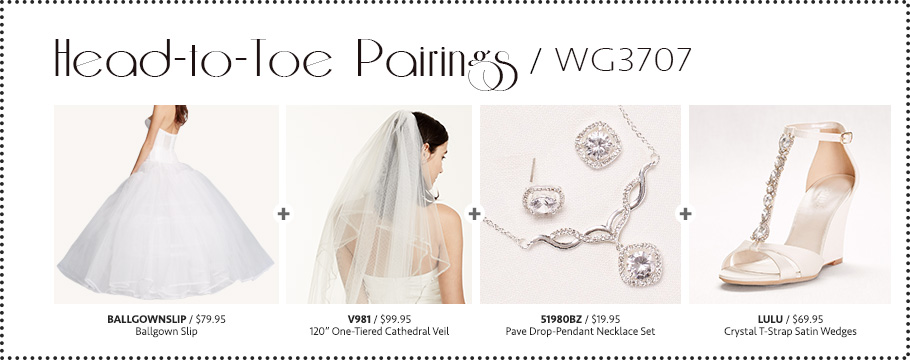 Head-to-Toe Pairings / WG3707
BALLGOWNSLIP / $79.95
Ballgown Slip
V981 / $99.95
120" One-Tiered Cathedral Veil
51980BZ / $19.95
Pave Drop-Pendant Necklace Set
LULU / $69.95
Crystal T-Strap Satin Wedges